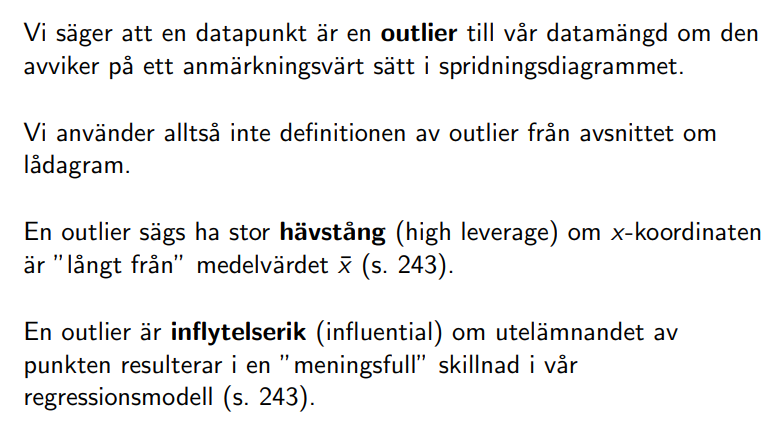 Vi säger att en datapunkt är en outlier till vår datamängd om den
avviker på ett anmärkningsvärt sätt i spridningsdiagrammet.
Vi använder alltså inte definitionen av outlier från avsnittet om
lådagram.
En outlier sägs ha stor hävstång (high leverage) om x-koordinaten
är ”långt från” medelvärdet x̄ (s. 243).
En outlier är inflytelserik (influential) om utelämnandet av
punkten resulterar i en ”meningsfull” skillnad i vår
regressionsmodell (s. 243).